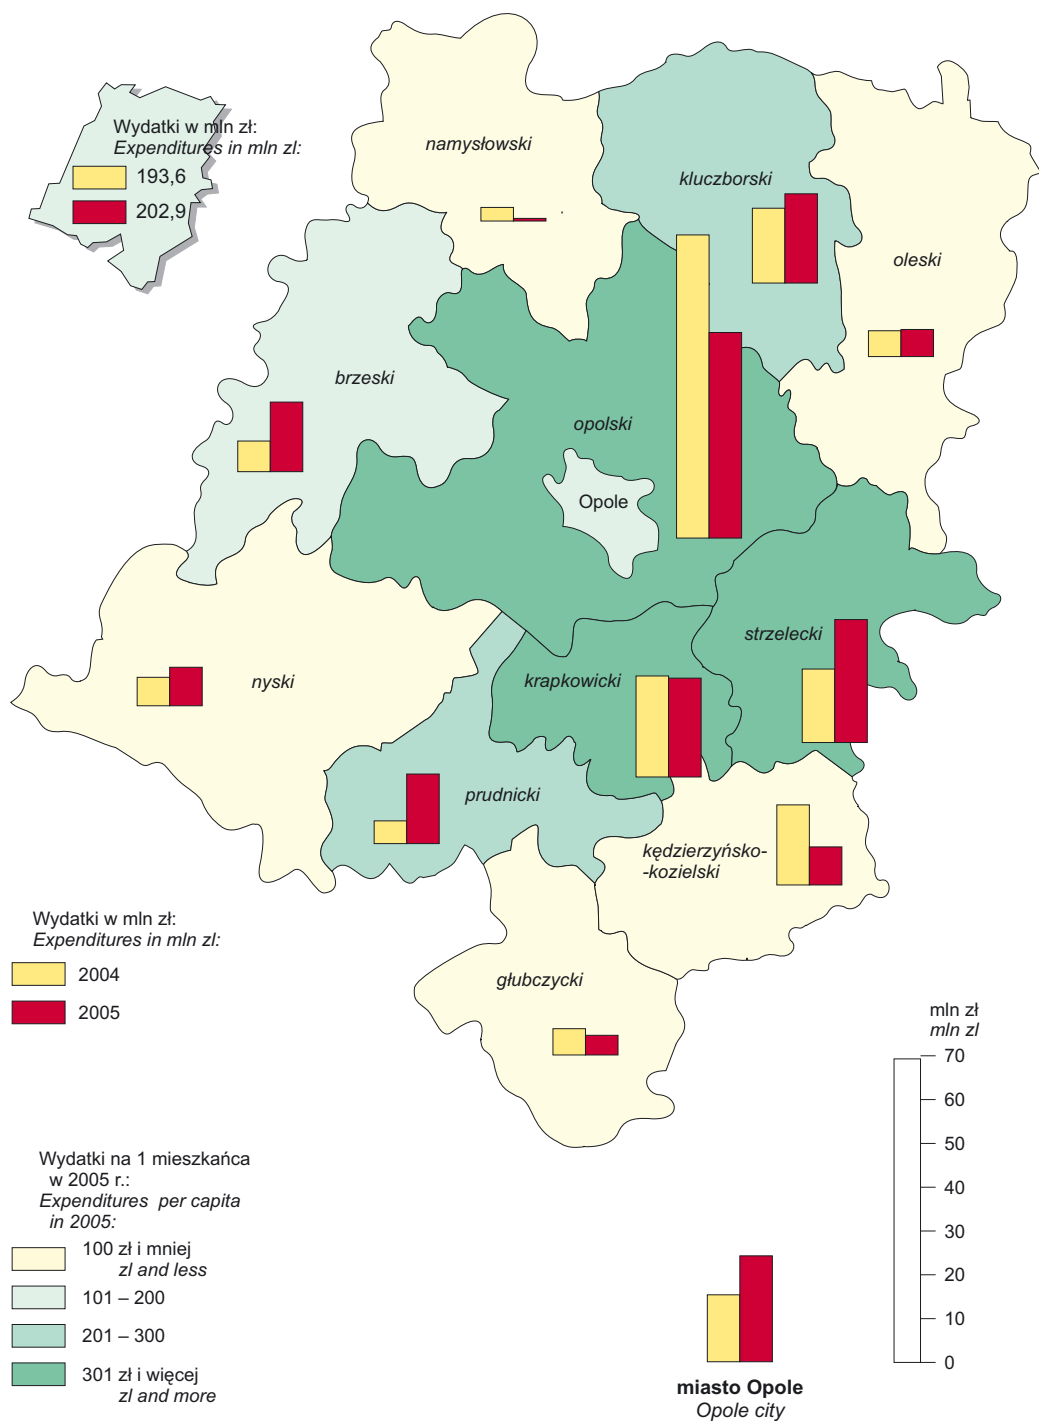 Wydatki w mln zł:
Expenditures in mln zl:
193,6
202,9
namysłowski
kluczborski
oleski
brzeski
opolski
Opole
strzelecki
nyski
krapkowicki
prudnicki
kędzierzyńsko-
-kozielski
głubczycki
Wydatki w mln zł:
Expenditures in mln zl:
2004
2005
mln zł
mln zl
70
60
50
40
30
20
10
0
Wydatki na 1 mieszkańca
w 2005 r.:
Expenditures per capita
in 2005:
100 zł i mniej
zl and less
101 – 200
201 – 300
301 zł i więcej
zl and more
miasto Opole
Opole city